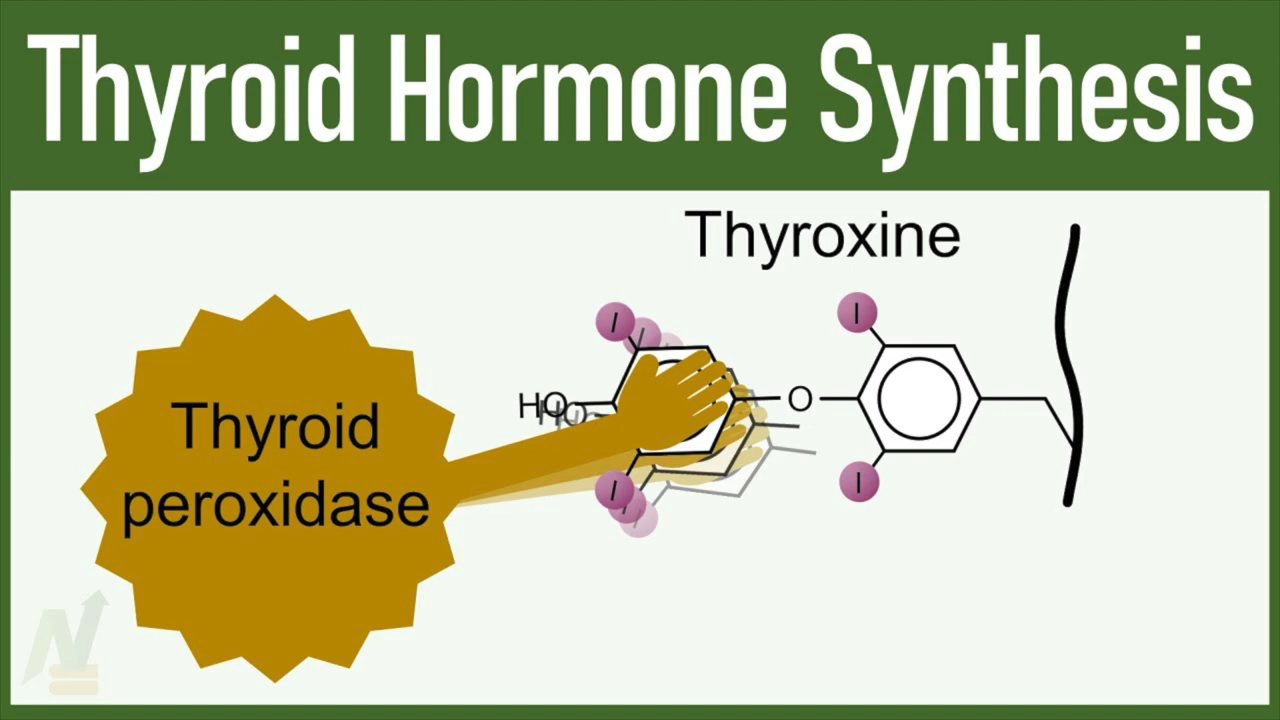 Thyroid Hormone Synthesis
Thyroxine
I
I
HO
O
I
I
Thyroid
peroxidase